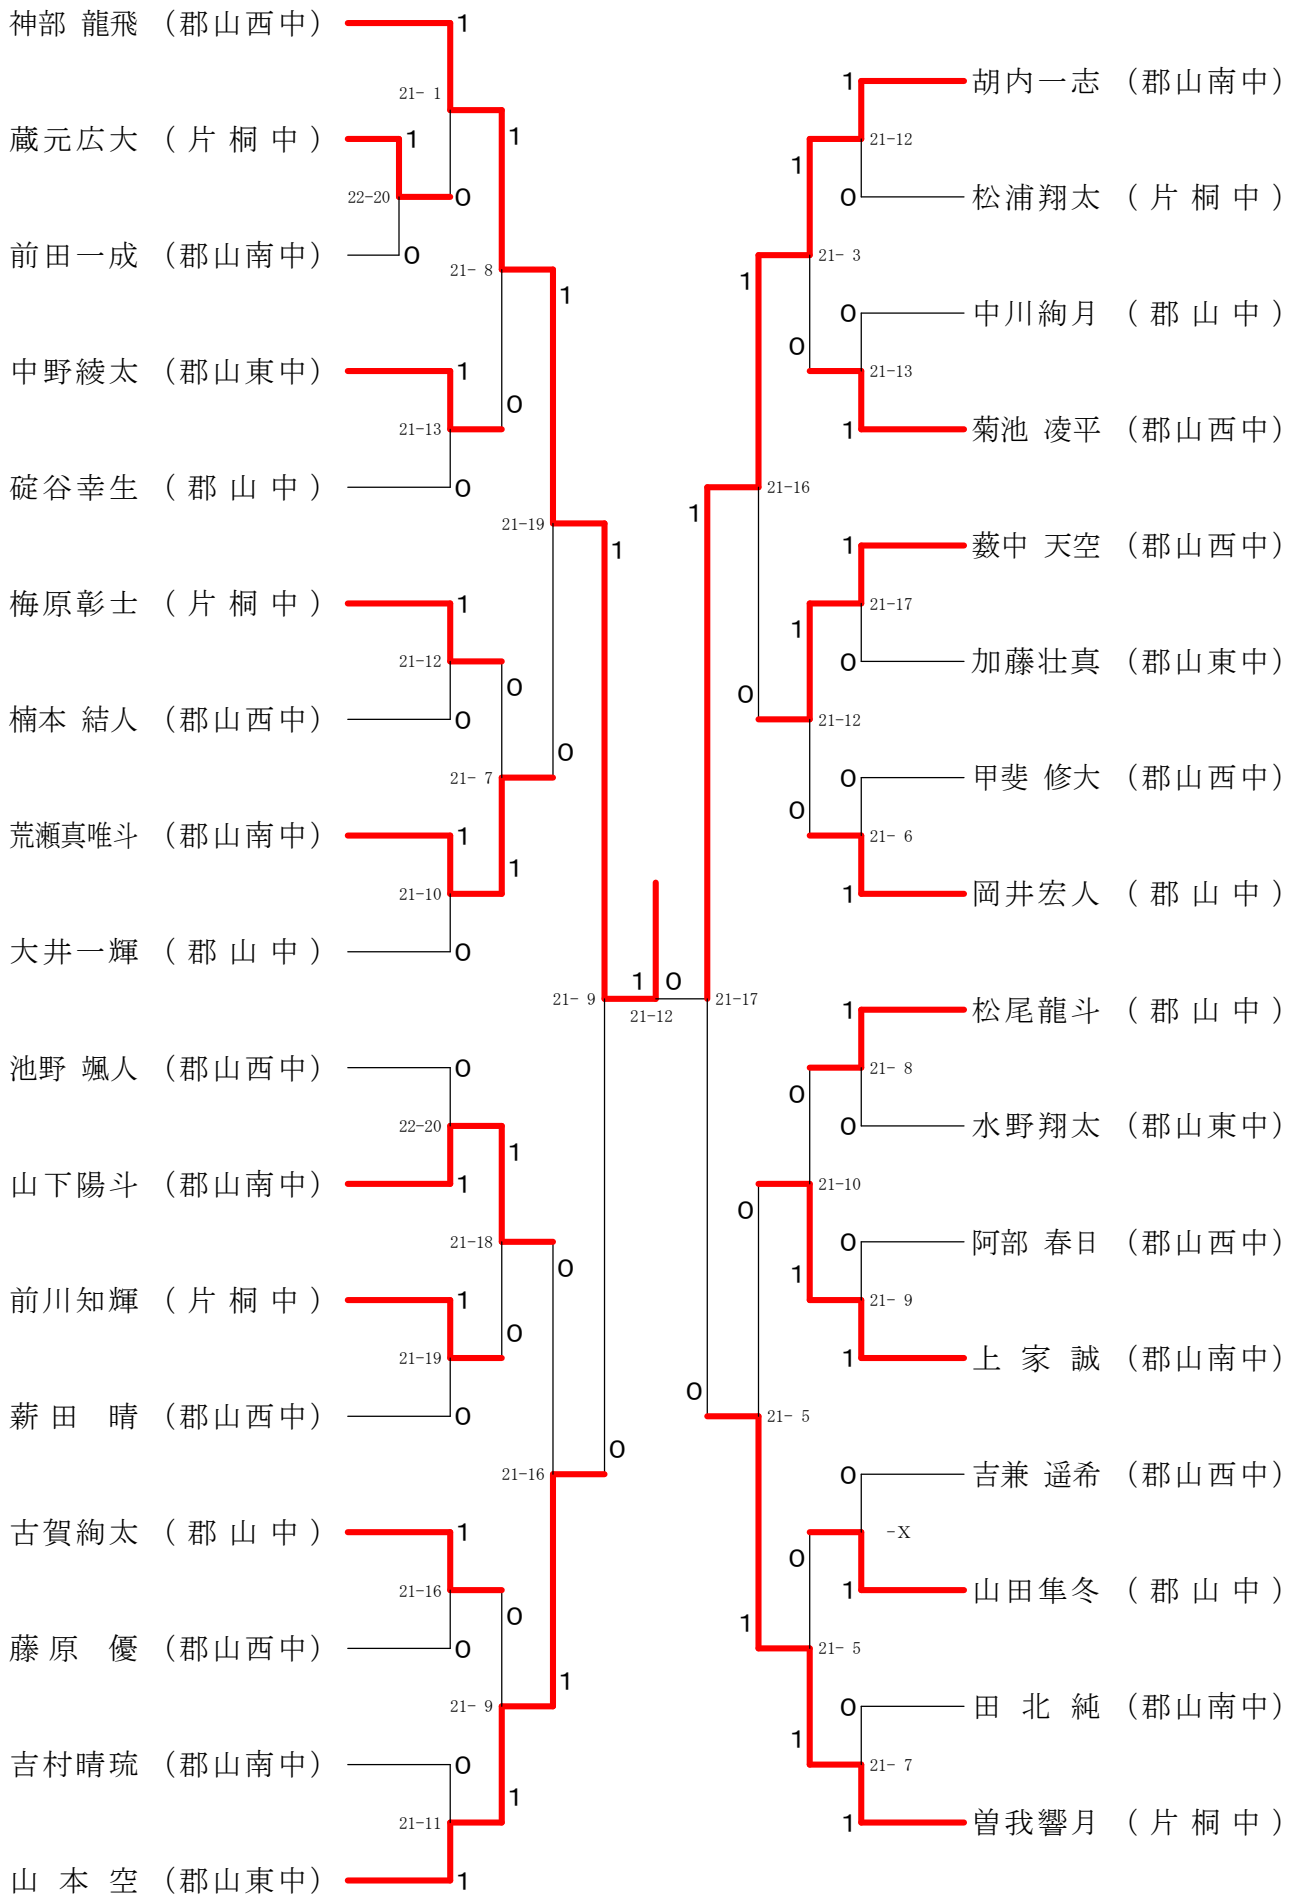 神部 龍飛 (郡山西中) 1
21- 1
蔵元広大 (片桐中) 1 1
22-20 0
前田一成 (郡山南中) 0
21- 8 1
中野綾太 (郡山東中) 1
21-13 0
碇谷幸生 (郡山中) 0
21-19 1
梅原彰士 (片桐中) 1
21-12 0
楠本 結人 (郡山西中) 0
21- 7 0
荒瀬真唯斗 (郡山南中) 1
21-10 1
大井一輝 (郡山中) 0
21- 9
池野 颯人 (郡山西中) 0
22-20 1
山下陽斗 (郡山南中) 1
21-18 0
前川知輝 (片桐中) 1
21-19 0
薪田 晴 (郡山西中) 0
21-16 0
古賀絢太 (郡山中) 1
21-16 0
藤原 優 (郡山西中) 0
21- 9 1
吉村晴琉 (郡山南中) 0
21-11 1
山本空 (郡山東中) 1
1 0
21-12
1 胡内一志 (郡山南中)
1 21-12
0 松浦翔太 (片桐中)
1 21- 3
0 中川絢月 (郡山中)
0 21-13
1 菊池 凌平 (郡山西中)
1 21-16
1 薮中 天空 (郡山西中)
1 21-17
0 加藤壮真 (郡山東中)
0 21-12
0 甲斐 修大 (郡山西中)
0 21- 6
1 岡井宏人 (郡山中)
21-17
1 松尾龍斗 (郡山中)
0 21- 8
0 水野翔太 (郡山東中)
0 21-10
0 阿部 春日 (郡山西中)
1 21- 9
1 上家誠 (郡山南中)
0 21- 5
0 吉兼 遥希 (郡山西中)
0 -X
1 山田隼冬 (郡山中)
1 21- 5
0 田北純 (郡山南中)
1 21- 7
1 曽我響月 (片桐中)